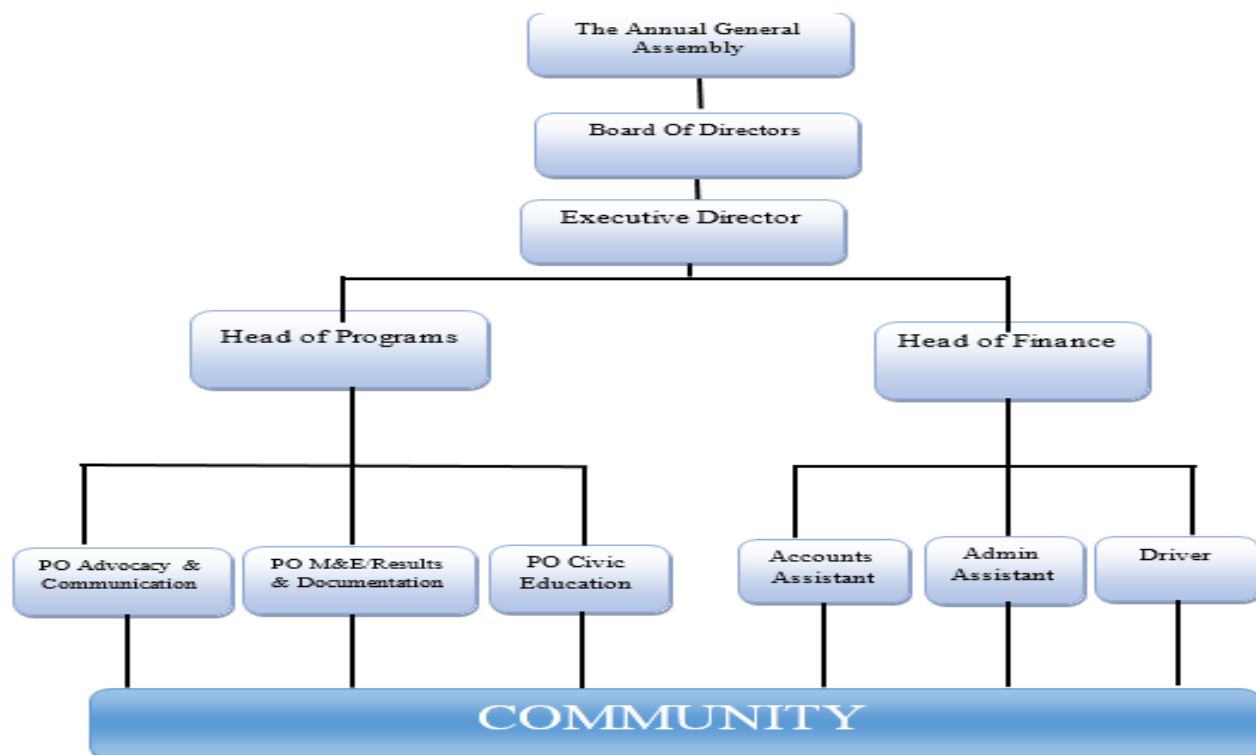 The Annual General
Assembly
Board Of Directors
Executive Director
Head of Programs
Head of Finance
PO Advocacy &
Communication
PO M&E/Results
& Documentation
PO Civic
Education
Accounts
Assistant
Admin
Assistant
Driver
COMMUNITY